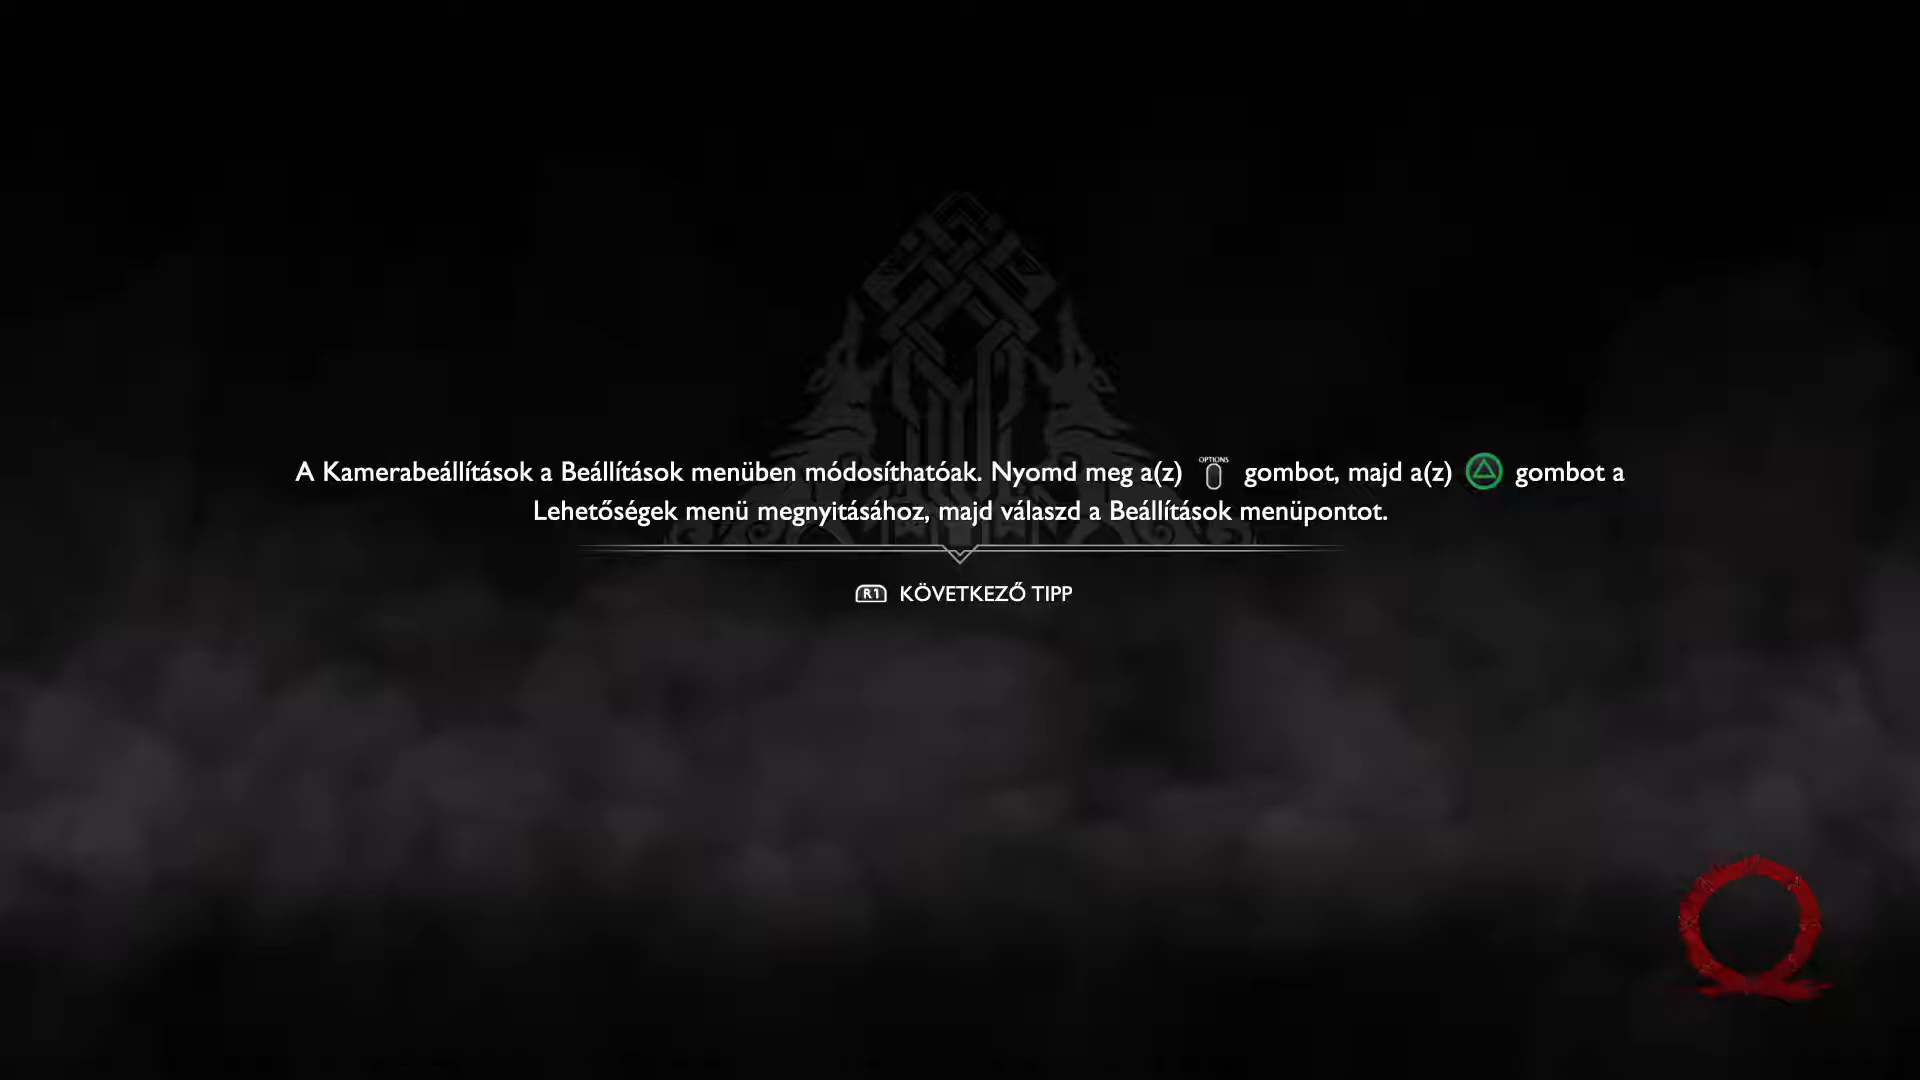 A Kamerabeállítások a Beállítások menüben módosíthatóak. Nyomd meg a(z) OPTIONS gombot, majd a(z) gombot a
Lehetőségek menü megnyitásához, majd válaszd a Beállítások menüpontot.
R1 KÖVETKEZŐ TIPP